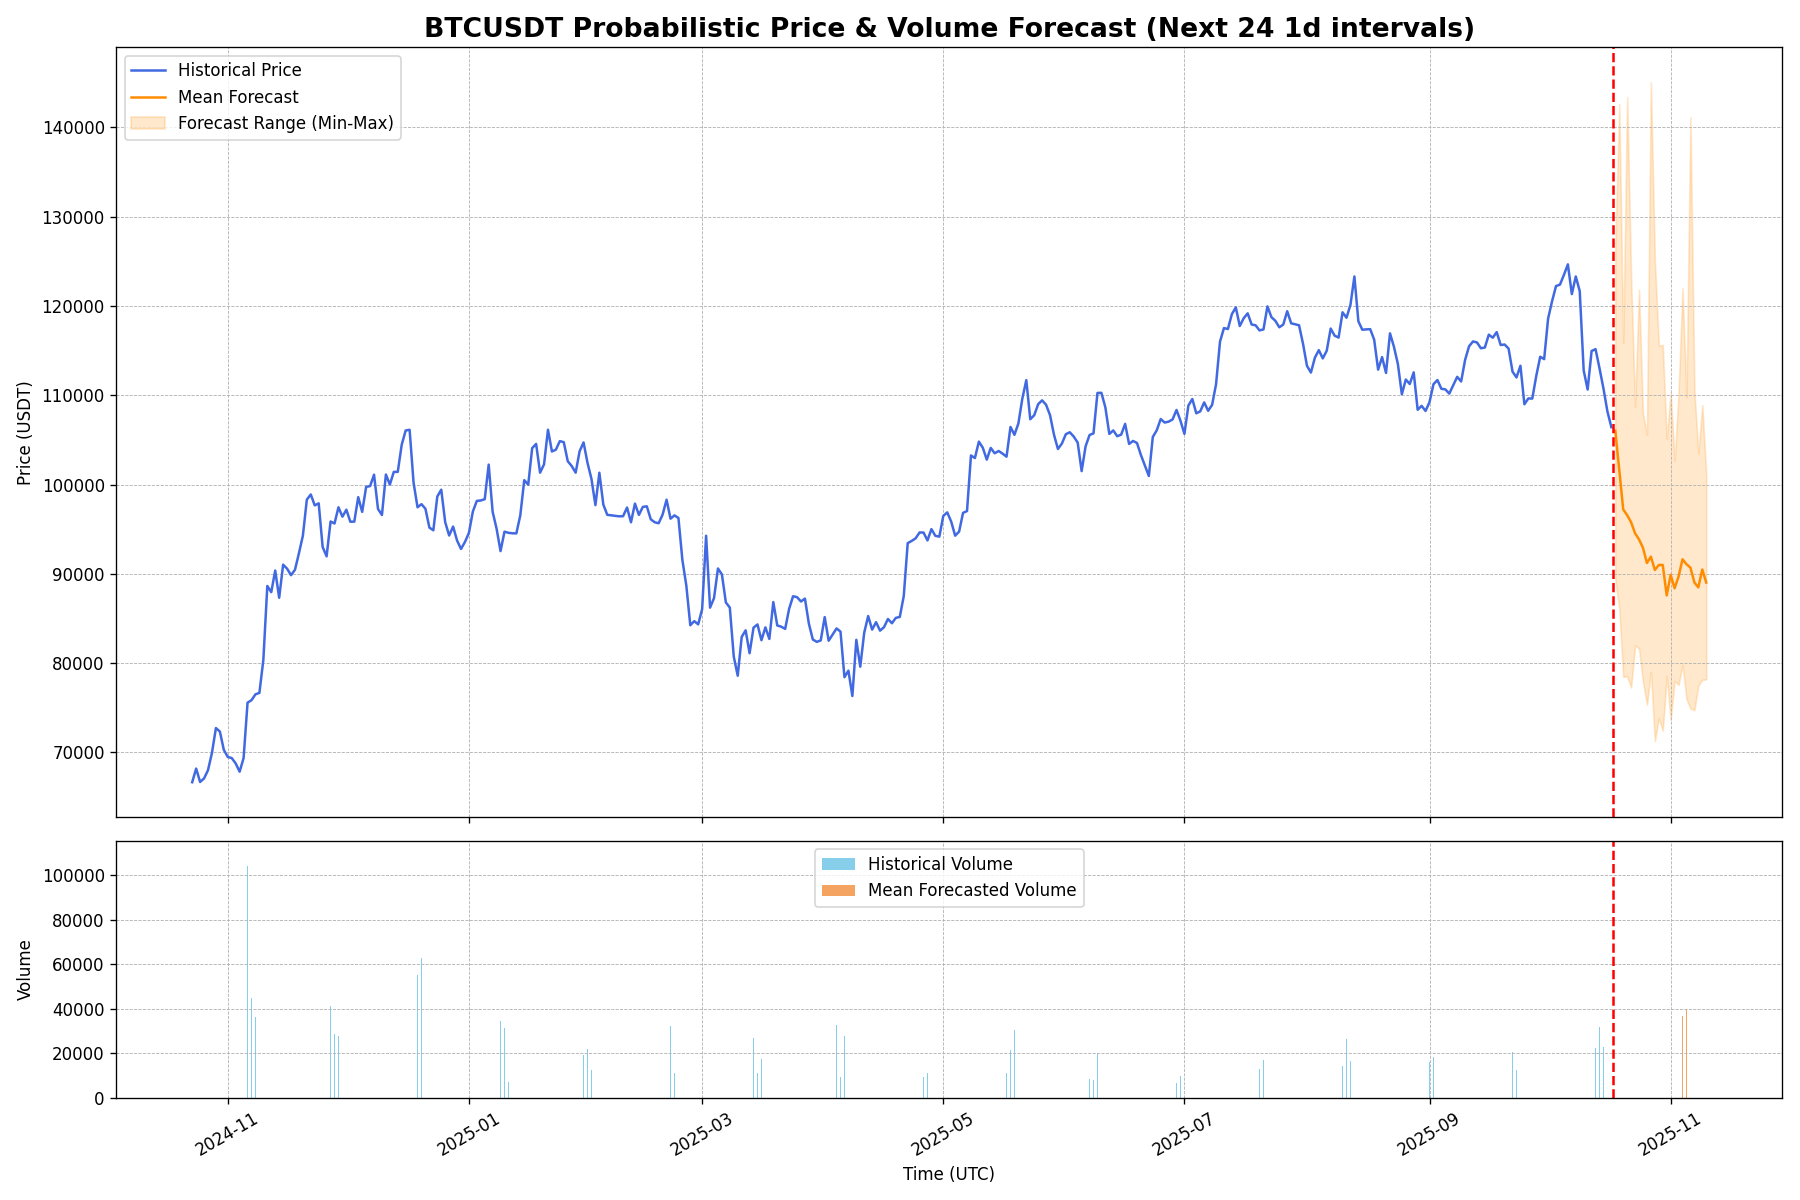 BTCUSDT Probabilistic Price & Volume Forecast (Next 24 1d intervals)
Historical Price
Mean Forecast
Forecast Range (Min-Max)
140000
130000
120000
110000
100000
90000
80000
70000
Price (USDT)
Historical Volume
Mean Forecasted Volume
100000
80000
60000
40000
20000
0
Volume
2024-11
2025-01
2025-03
2025-05
2025-07
2025-09
2025-11
Time (UTC)